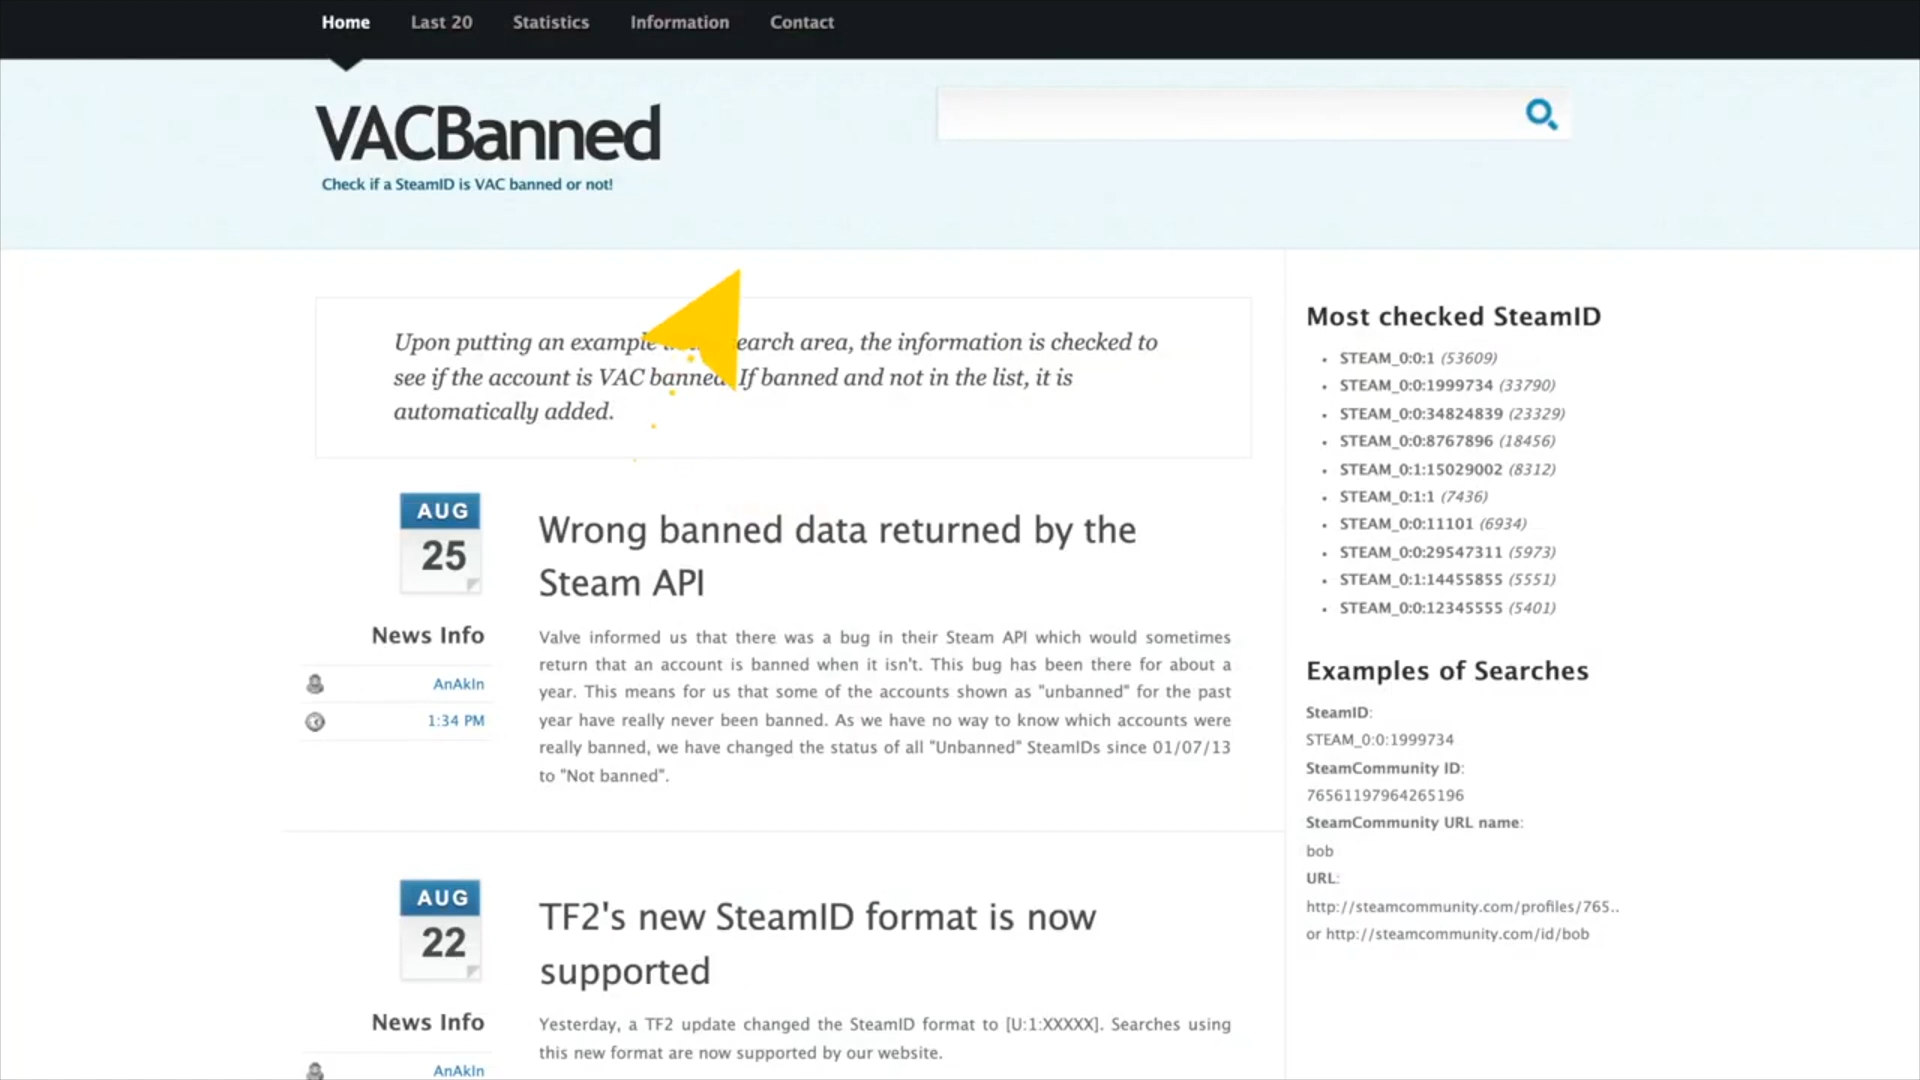 Home Last 20 Statistics Information Contact
VACBanned
Check if a SteamID is VAC banned or not!
Upon putting an example earch area, the information is checked to
see if the account is VAC banned. If banned and not in the list, it is
automatically added.
AUG
25
News Info
AnAkIn
1:34 PM
Wrong banned data returned by the
Steam API
Valve informed us that there was a bug in their Steam API which would sometimes
return that an account is banned when it isn't. This bug has been there for about a
year. This means for us that some of the accounts shown as "unbanned" for the past
year have really never been banned. As we have no way to know which accounts were
really banned, we have changed the status of all "Unbanned" SteamIDs since 01/07/13
to "Not banned".
AUG
22
News Info
AnAkIn
TF2's new SteamID format is now
supported
Yesterday, a TF2 update changed the SteamID format to [U:1:XXXXX]. Searches using
this new format are now supported by our website.
Most checked SteamID
STEAM_0:0:1 (53609)
STEAM_0:0:1999734 (33790)
STEAM_0:0:34824839 (23329)
STEAM_0:0:8767896 (18456)
STEAM_0:1:15029002 (8312)
STEAM_0:1:1 (7436)
STEAM_0:0:11101 (6934)
STEAM_0:0:29547311 (5973)
STEAM_0:1:14455855 (5551)
STEAM_0:0:12345555 (5401)
Examples of Searches
SteamID:
STEAM_0:0:1999734
SteamCommunity ID:
76561197964265196
SteamCommunity URL name:
bob
URL:
http://steamcommunity.com/profiles/765..
or http://steamcommunity.com/id/bob